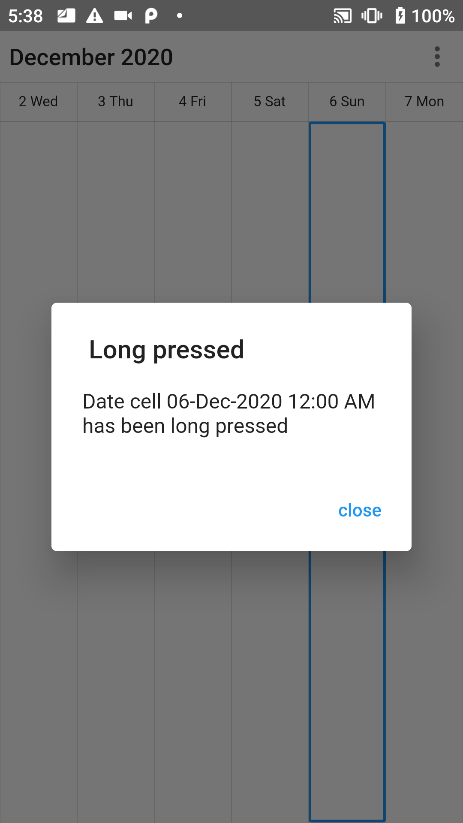 5:38
100%
December 2020
2 Wed 3 Thu 4 Fri 5 Sat 6 Sun 7 Mon
Long pressed
Date cell 06-Dec-2020 12:00 AM
has been long pressed
close